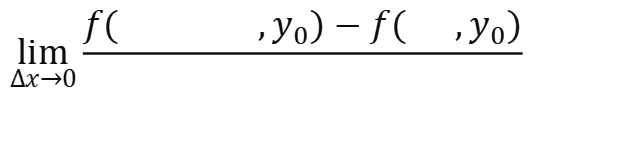 lim f( , y₀) − f( , y₀)
Δx→0